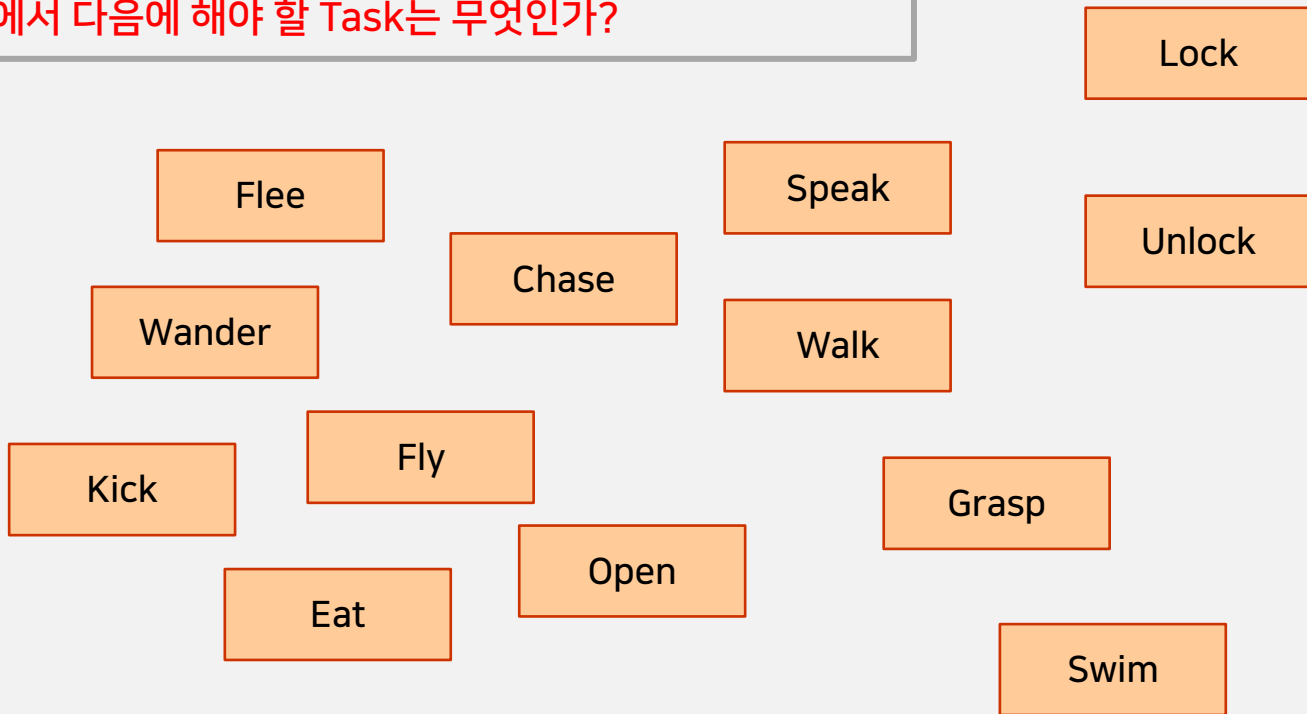 에서 다음에 해야 할 Task는 무엇인가?
Lock
Flee
Speak
Unlock
Chase
Wander
Walk
Fly
Kick
Grasp
Open
Eat
Swim